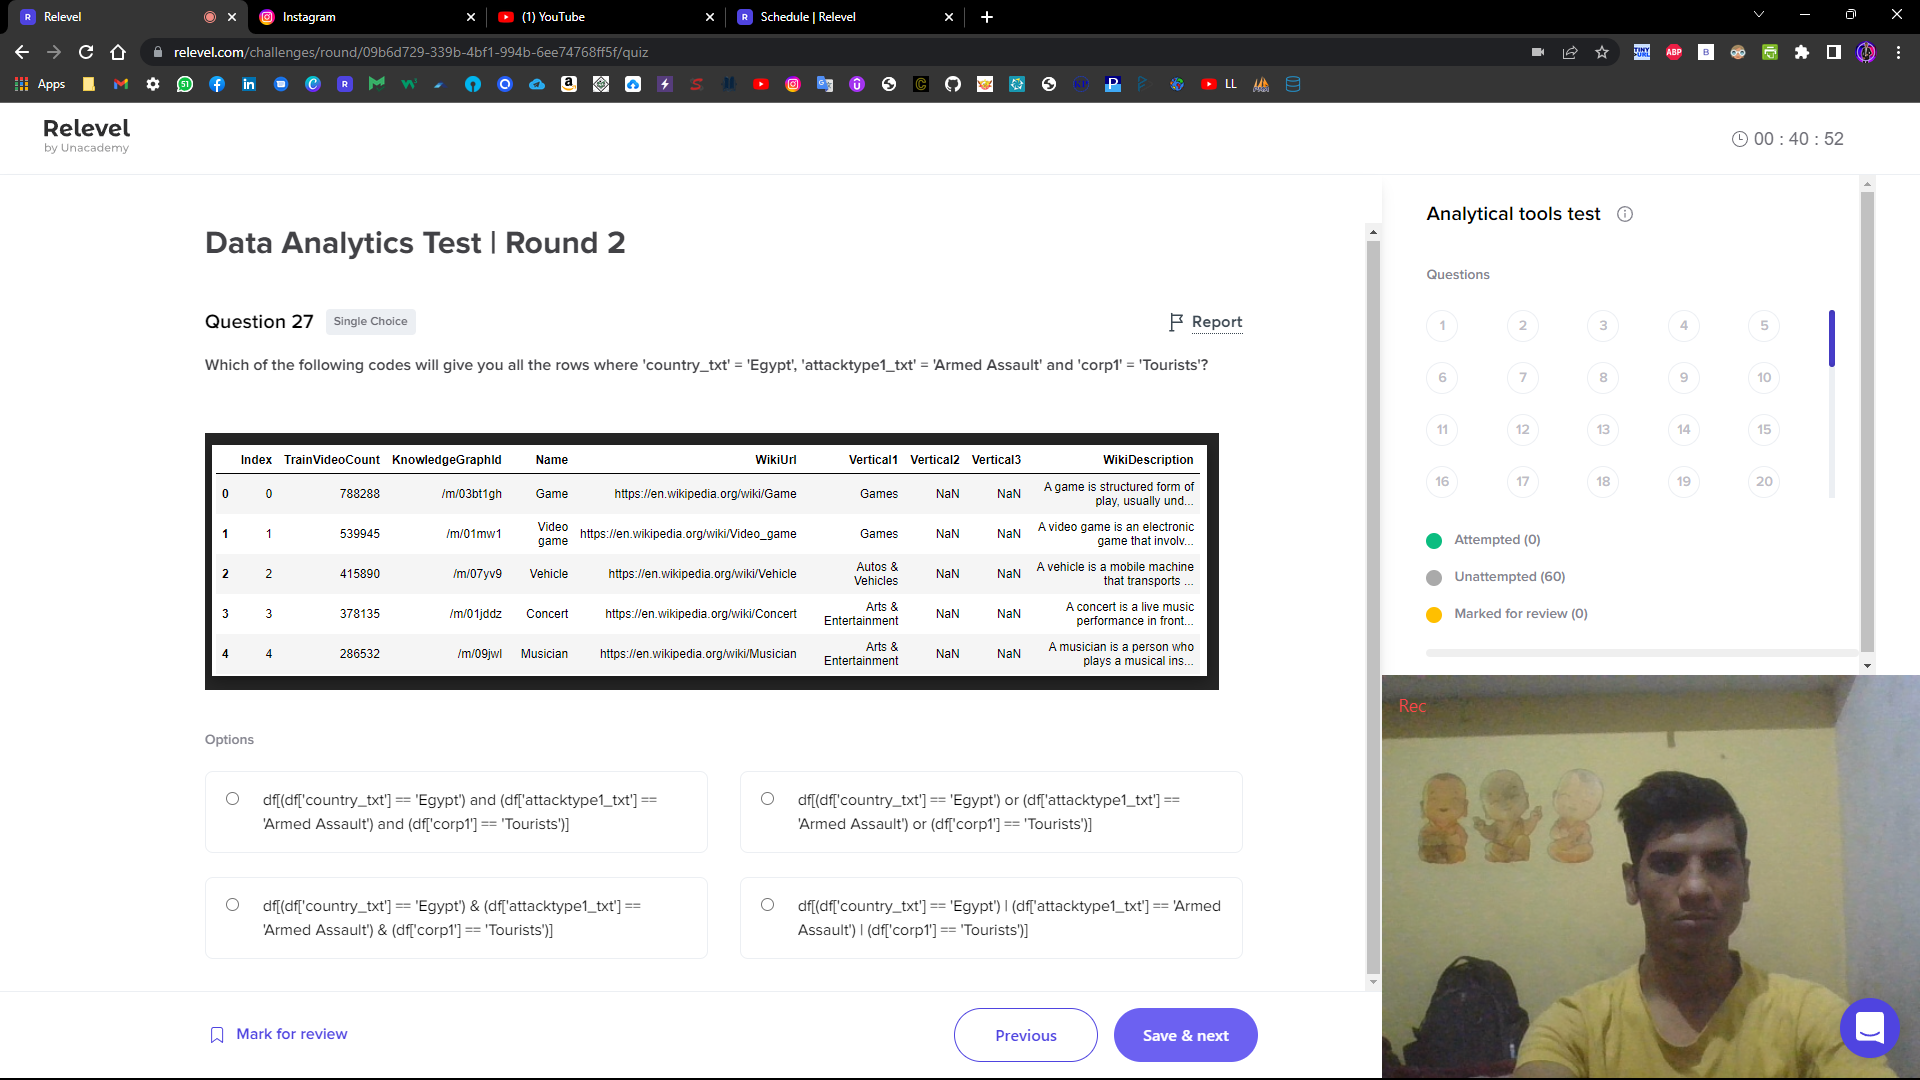 Relevel
Instagram
(1) YouTube
Schedule | Relevel
relevel.com/challenges/round/09b6d729-339b-4bf1-994b-6ee74768ff5f/quiz
Apps
LL
Relevel
by Unacademy
00 : 40 : 52
Data Analytics Test | Round 2
Question 27 Single Choice
Report
Which of the following codes will give you all the rows where 'country_txt' = 'Egypt', 'attacktype1_txt' = 'Armed Assault' and 'corp1' = 'Tourists'?
Index TrainVideoCount KnowledgeGraphId Name WikiUrl Vertical1 Vertical2 Vertical3 WikiDescription
0 0 788288 /m/03bt1gh Game https://en.wikipedia.org/wiki/Game Games NaN NaN A game is structured form of
play, usually und...
1 1 539945 /m/01mw1 Video game https://en.wikipedia.org/wiki/Video_game Games NaN NaN A video game is an electronic
game that involv...
2 2 415890 /m/07yv9 Vehicle https://en.wikipedia.org/wiki/Vehicle Autos & Vehicles NaN NaN A vehicle is a mobile machine
that transports ...
3 3 378135 /m/01jddz Concert https://en.wikipedia.org/wiki/Concert Arts & Entertainment NaN NaN A concert is a live music
performance in front...
4 4 286532 /m/09jwl Musician https://en.wikipedia.org/wiki/Musician Arts & Entertainment NaN NaN A musician is a person who
plays a musical ins...
Options
df[(df['country_txt'] == 'Egypt') and (df['attacktype1_txt'] ==
'Armed Assault') and (df['corp1'] == 'Tourists')]
df[(df['country_txt'] == 'Egypt') or (df['attacktype1_txt'] ==
'Armed Assault') or (df['corp1'] == 'Tourists')]
df[(df['country_txt'] == 'Egypt') & (df['attacktype1_txt'] ==
'Armed Assault') & (df['corp1'] == 'Tourists')]
df[(df['country_txt'] == 'Egypt') | (df['attacktype1_txt'] == 'Armed
Assault') | (df['corp1'] == 'Tourists')]
Mark for review
Previous
Save & next
Analytical tools test
Questions
1 2 3 4 5
6 7 8 9 10
11 12 13 14 15
16 17 18 19 20
Attempted (0)
Unattempted (60)
Marked for review (0)
Rec